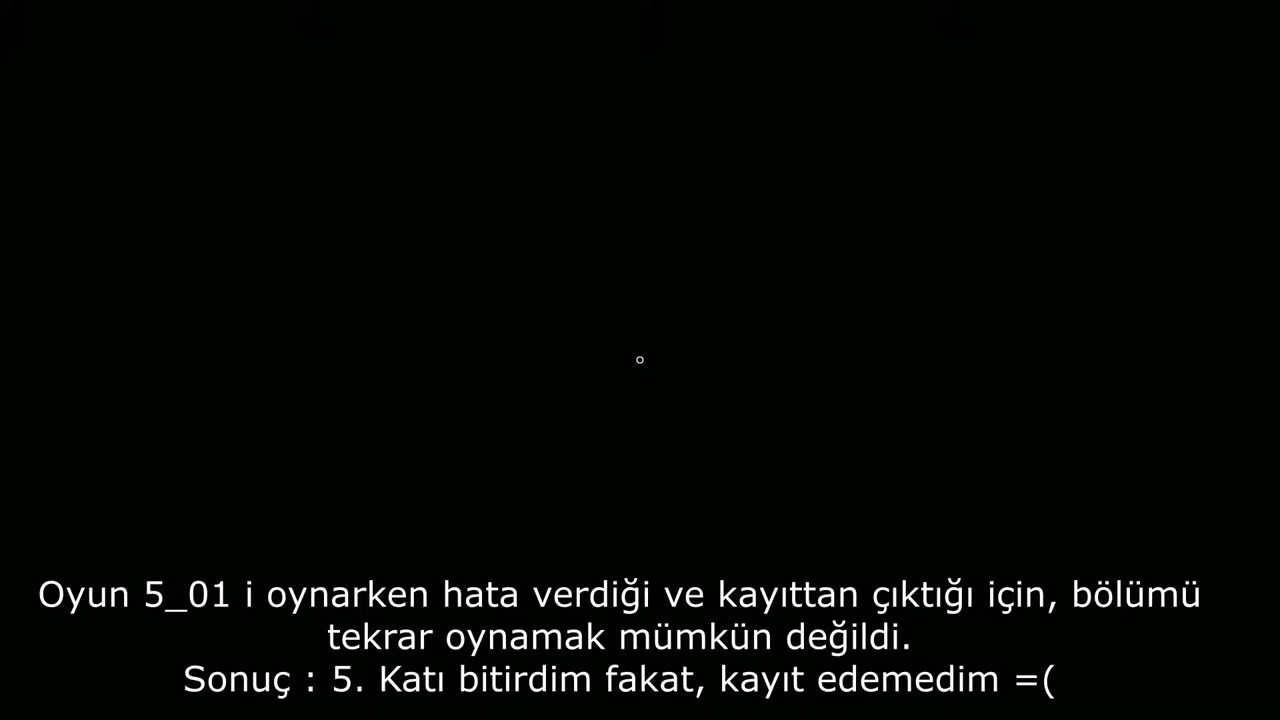 Oyun 5_01 i oynarken hata verdiği ve kayıttan çıktığı için, bölümü
tekrar oynamak mümkün değildi.
Sonuç : 5. Katı bitirdim fakat, kayıt edemedim =(